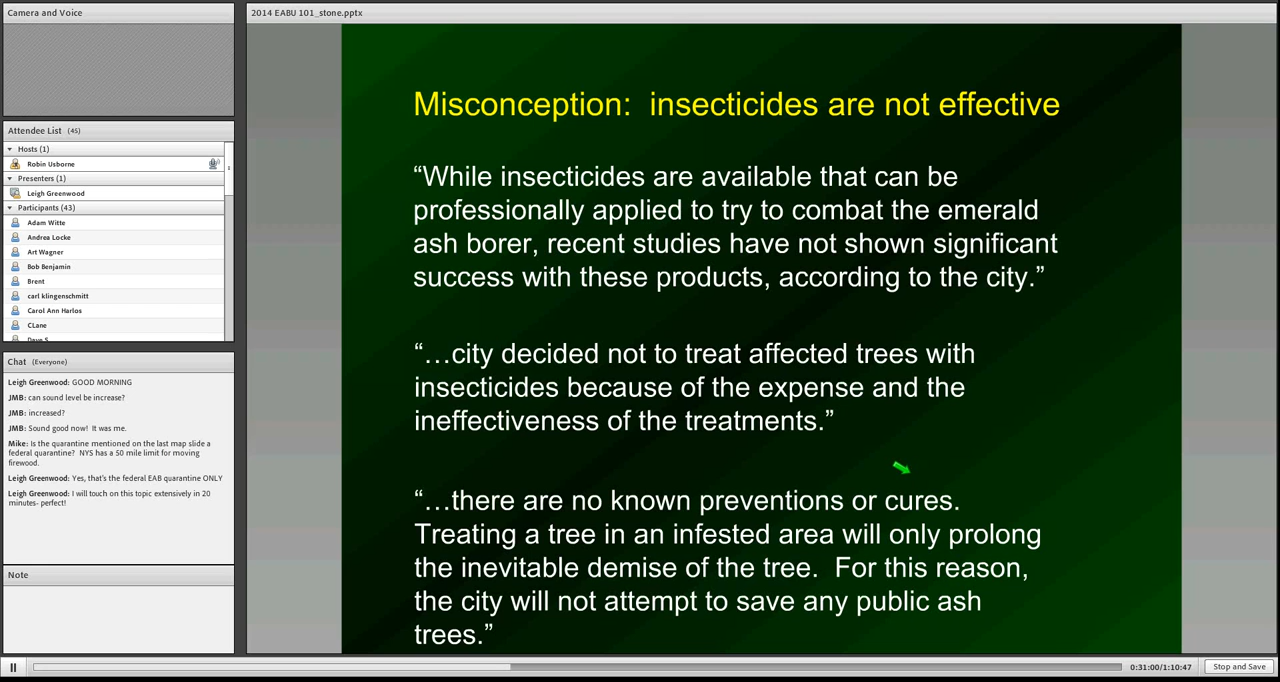 Camera and Voice
2014 EABU 101_stone.pptx
Attendee List (45)
Hosts (1)
Robin Usborne
Presenters (1)
Leigh Greenwood
Participants (43)
Adam Witte
Andrea Locke
Art Wagner
Bob Benjamin
Brent
carl klingenschmitt
Carol Ann Harlos
CLane
Dave S
Chat (Everyone)
Leigh Greenwood: GOOD MORNING
JMB: can sound level be increase?
JMB: increased?
JMB: Sound good now! It was me.
Mike: Is the quarantine mentioned on the last map slide a
federal quarantine? NYS has a 50 mile limit for moving
firewood.
Leigh Greenwood: Yes, that's the federal EAB quarantine ONLY
Leigh Greenwood: I will touch on this topic extensively in 20
minutes- perfect!
Note
Misconception: insecticides are not effective
“While insecticides are available that can be
professionally applied to try to combat the emerald
ash borer, recent studies have not shown significant
success with these products, according to the city.”
“…city decided not to treat affected trees with
insecticides because of the expense and the
ineffectiveness of the treatments.”
“…there are no known preventions or cures.
Treating a tree in an infested area will only prolong
the inevitable demise of the tree. For this reason,
the city will not attempt to save any public ash
trees.”
0:31:00/1:10:47
Stop and Save